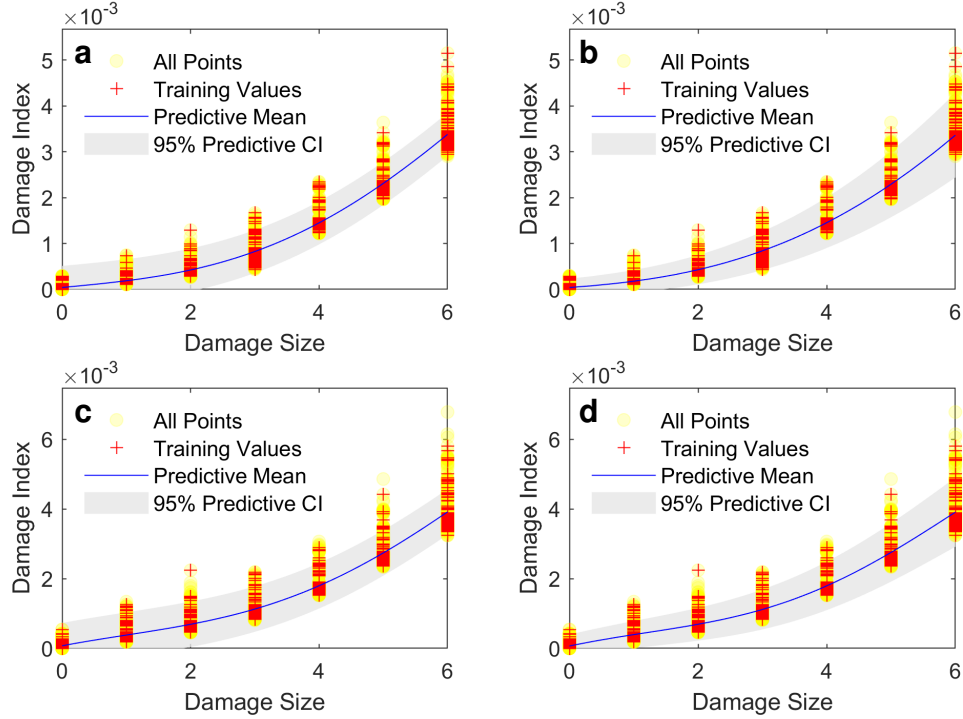 ×10⁻³
a
All Points
Training Values
Predictive Mean
95% Predictive CI
Damage Index
5
4
3
2
1
0
0 2 4 6
Damage Size
×10⁻³
b
All Points
Training Values
Predictive Mean
95% Predictive CI
Damage Index
5
4
3
2
1
0
0 2 4 6
Damage Size
×10⁻³
c
All Points
Training Values
Predictive Mean
95% Predictive CI
Damage Index
6
4
2
0
0 2 4 6
Damage Size
×10⁻³
d
All Points
Training Values
Predictive Mean
95% Predictive CI
Damage Index
6
4
2
0
0 2 4 6
Damage Size